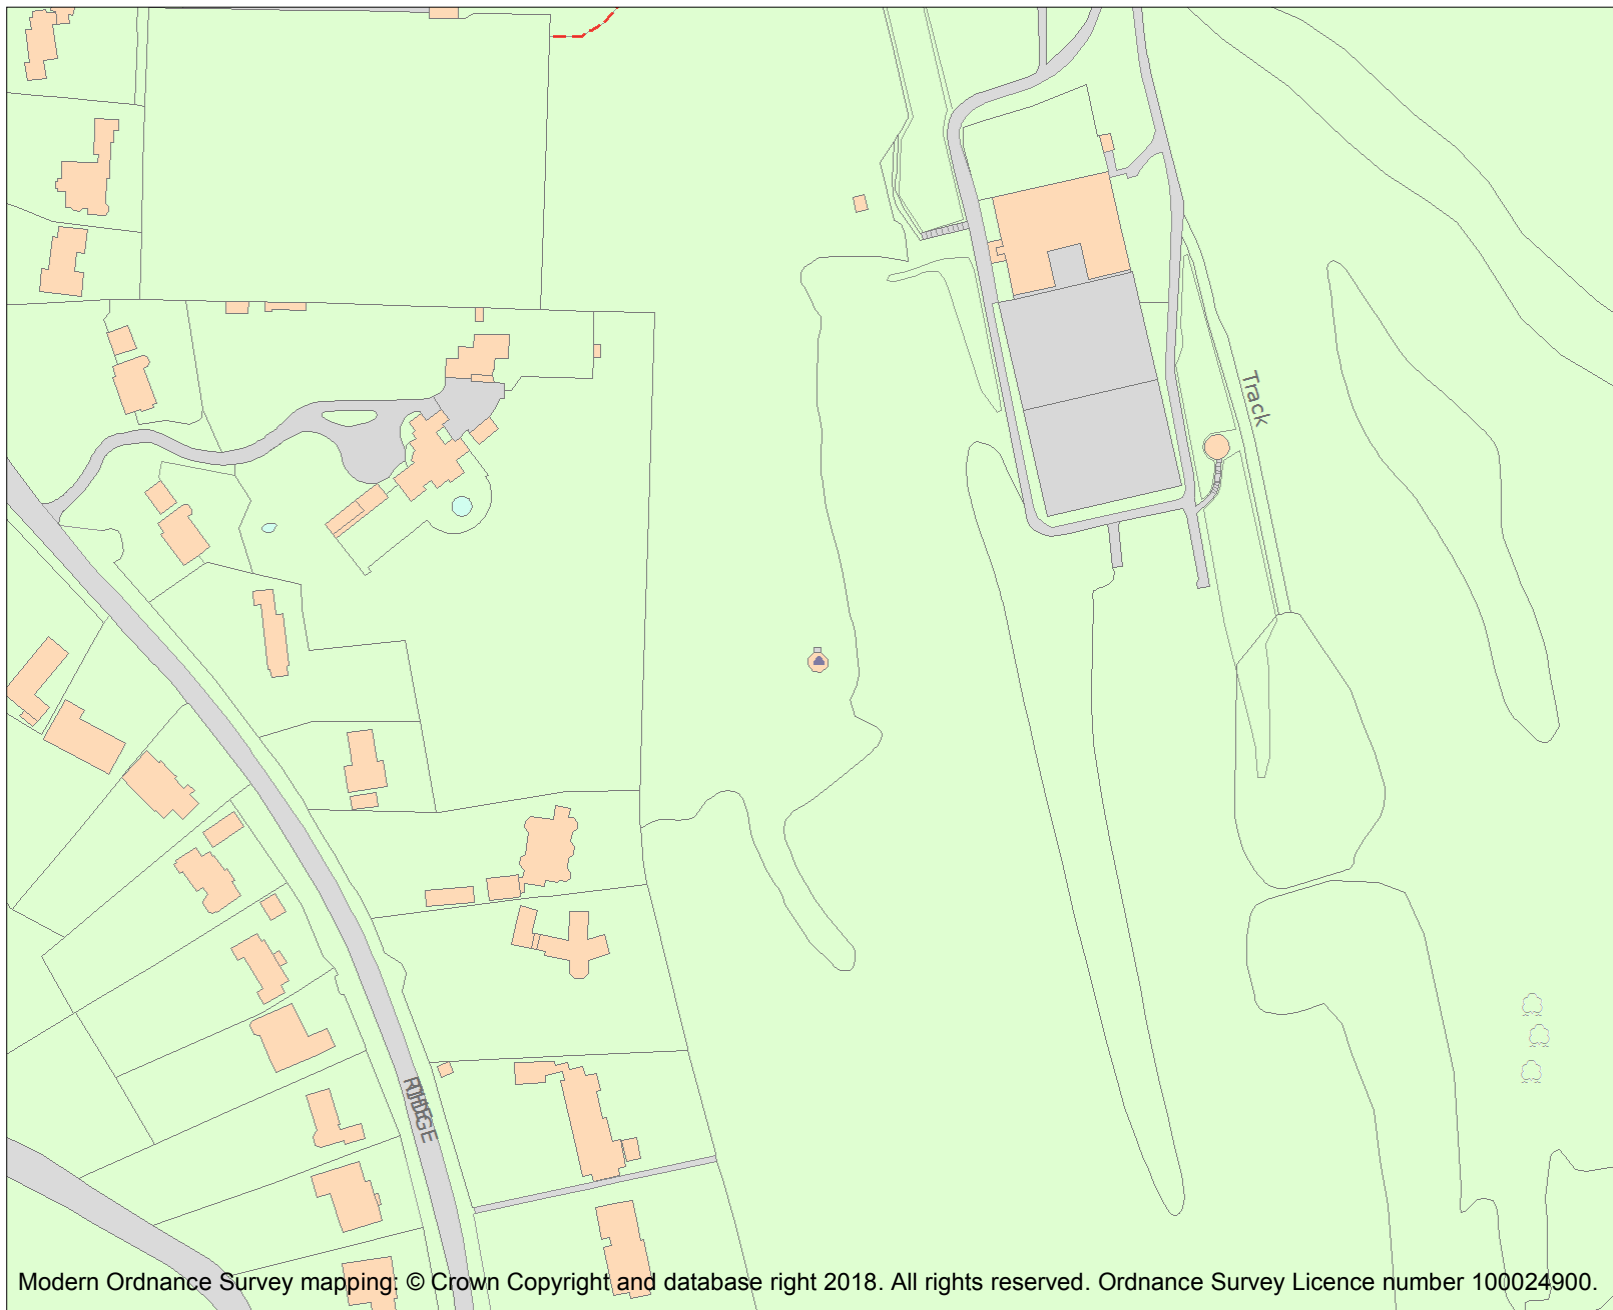 Track
RIDGE
Modern Ordnance Survey mapping: © Crown Copyright and database right 2018. All rights reserved. Ordnance Survey Licence number 100024900.